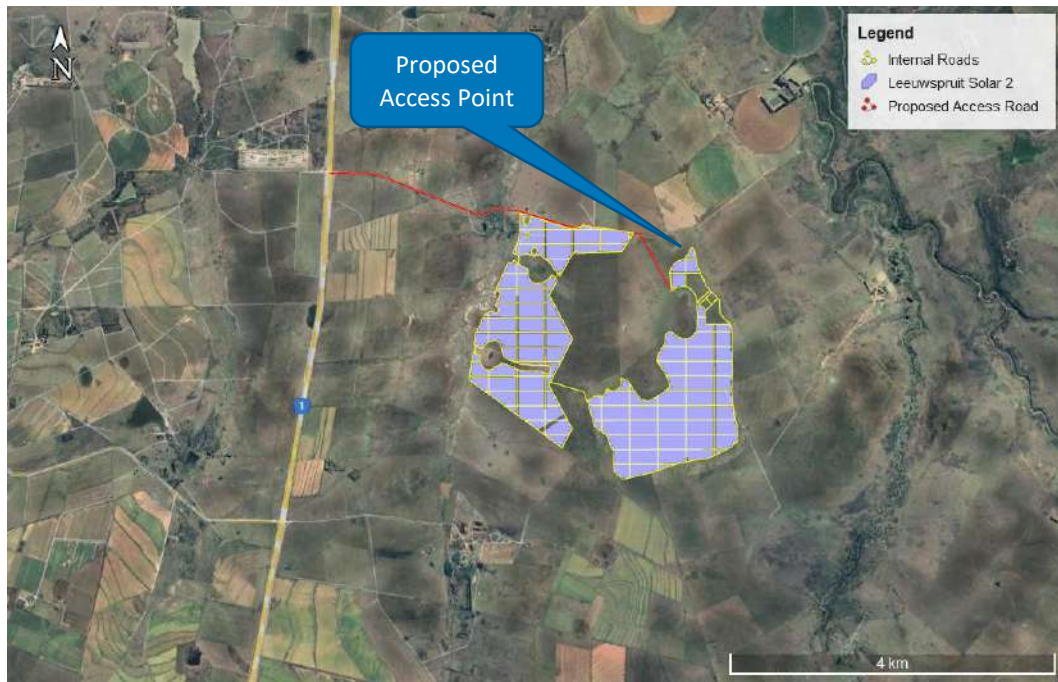 N
Proposed
Access Point
Legend
Internal Roads
Leeuwspruit Solar 2
Proposed Access Road
1
4 km